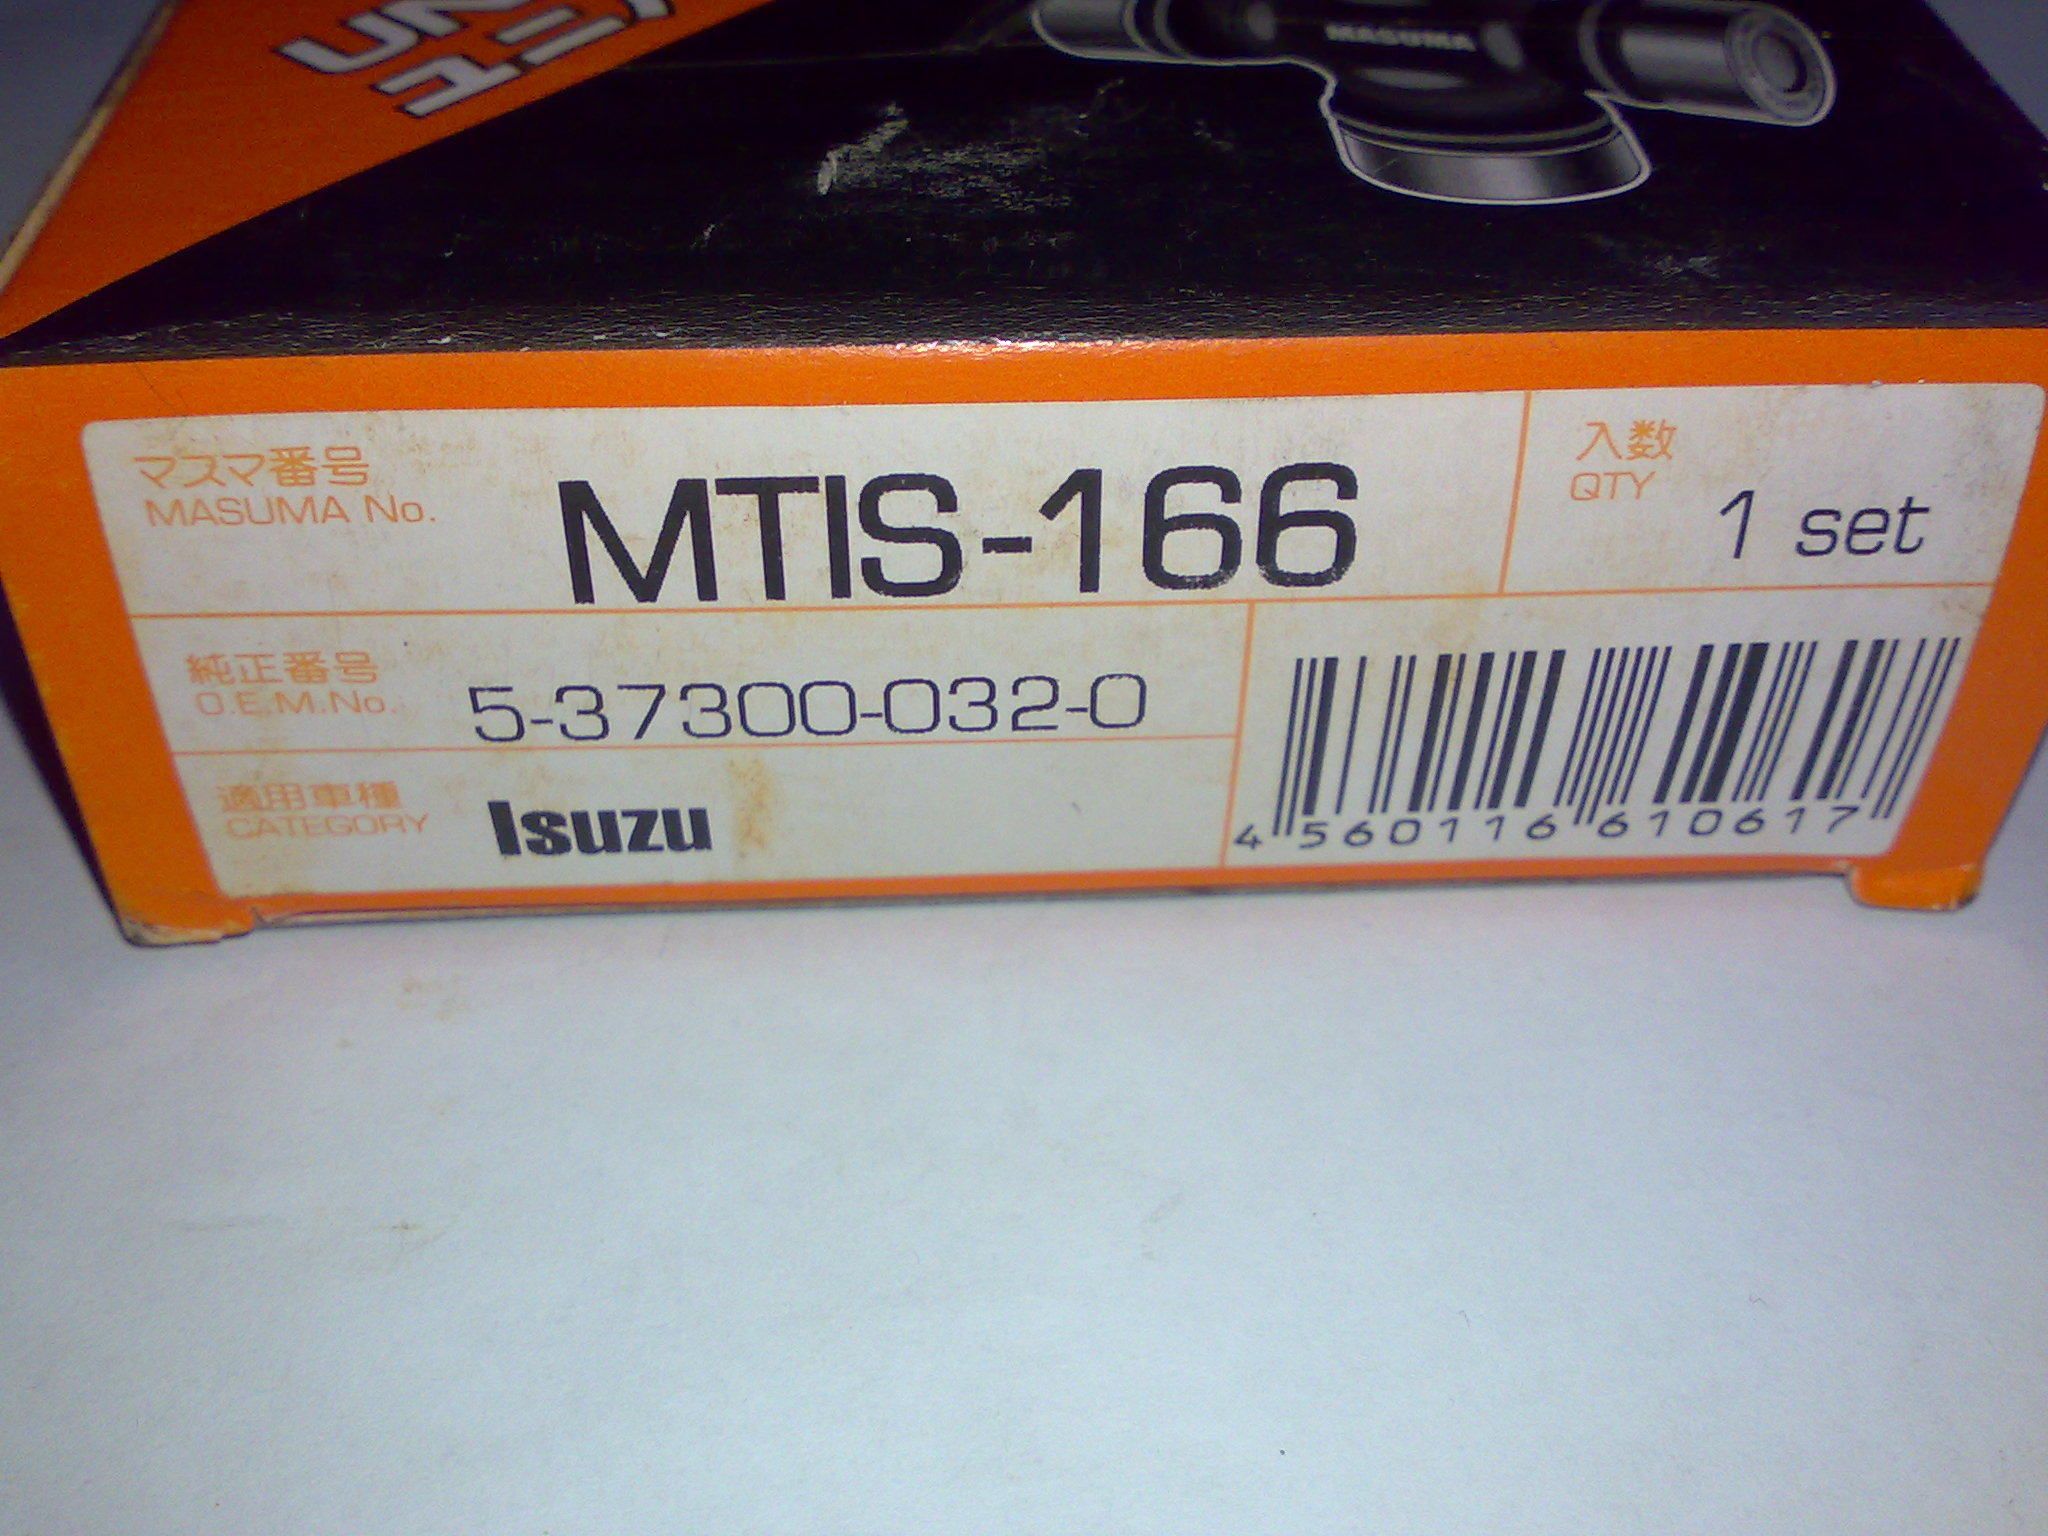 MASUMA
マスマ番号
MASUMA No.
MTIS-166
入数
QTY
1 set
純正番号
O.E.M.No.
5-37300-032-0
適用車種
CATEGORY
Isuzu
4 560116 610617